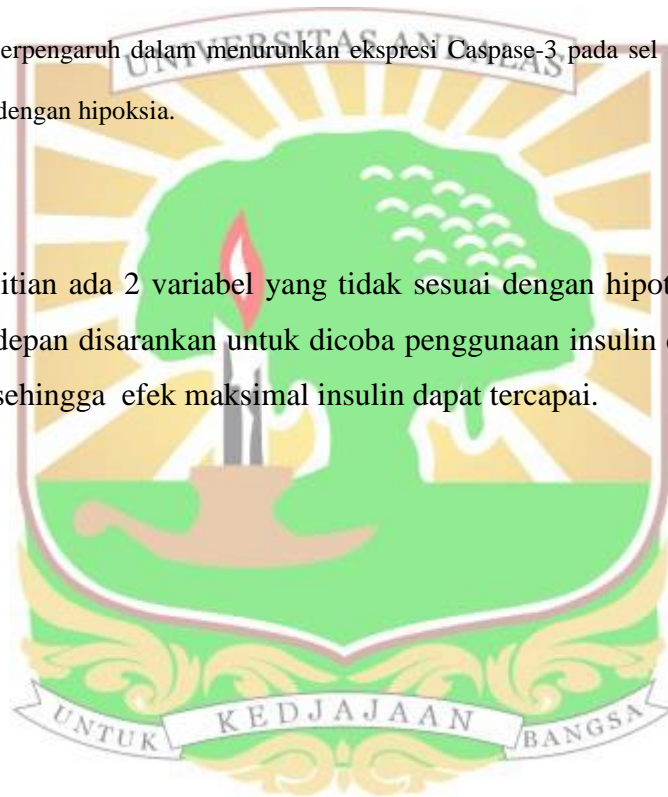 erpengaruh dalam menurunkan ekspresi Caspase-3 pada sel
UNIVERSITAS ANDALAS
dengan hipoksia.
itian ada 2 variabel yang tidak sesuai dengan hipot
depan disarankan untuk dicoba penggunaan insulin
sehingga efek maksimal insulin dapat tercapai.
UNTUK KEDJAJAAN BANGSA